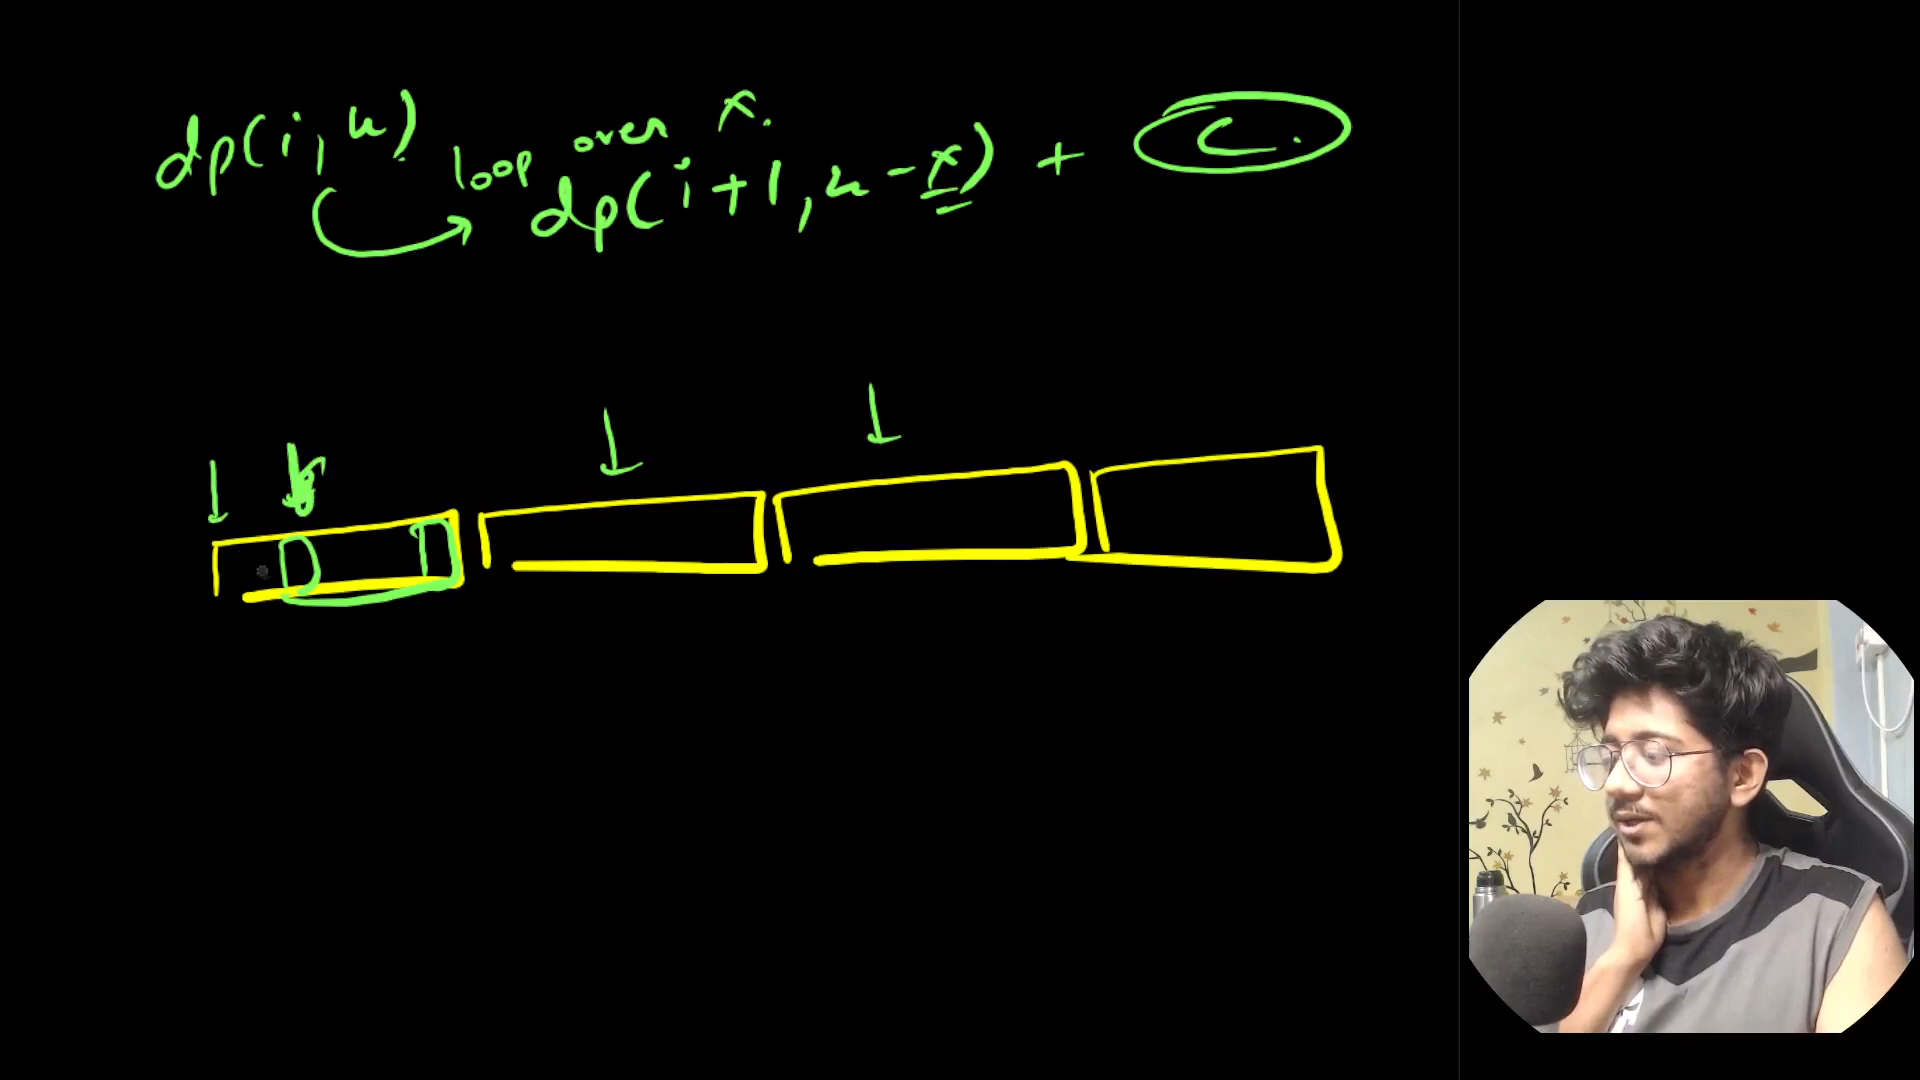 dp(i, k) loop over x.
dp(i+1, k-x) + C.